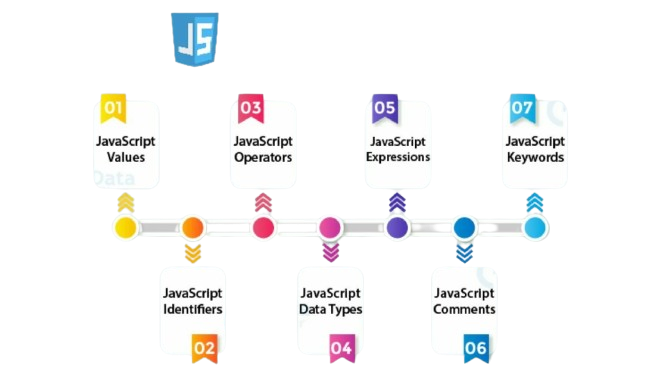 JS
01
JavaScript
Values
Data
03
JavaScript
Operators
05
JavaScript
Expressions
07
JavaScript
Keywords
JavaScript
Identifiers
02
JavaScript
Data Types
04
JavaScript
Comments
06